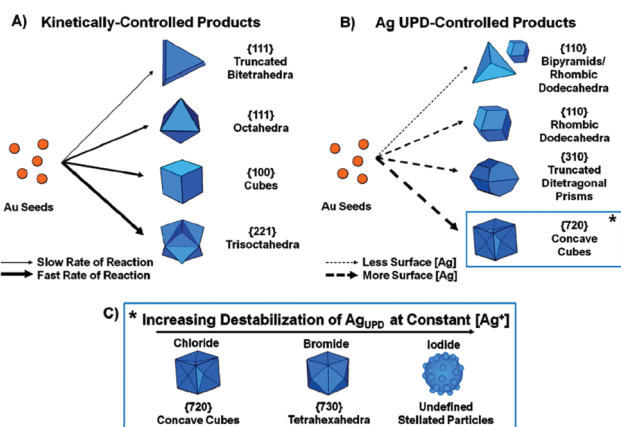 A) Kinetically-Controlled Products
{111}
Truncated
Bitetrahedra
{111}
Octahedra
{100}
Cubes
{221}
Trisoctahedra
Au Seeds
Slow Rate of Reaction
Fast Rate of Reaction
B) Ag UPD-Controlled Products
{110}
Bipyramids/
Rhombic
Dodecahedra
{110}
Rhombic
Dodecahedra
{310}
Truncated
Ditetragonal
Prisms
{720}
Concave
Cubes
*
Au Seeds
Less Surface [Ag]
More Surface [Ag]
C) * Increasing Destabilization of AgUPD at Constant [Ag+]
Chloride
{720}
Concave Cubes
Bromide
{730}
Tetrahexahedra
Iodide
Undefined
Stellated Particles